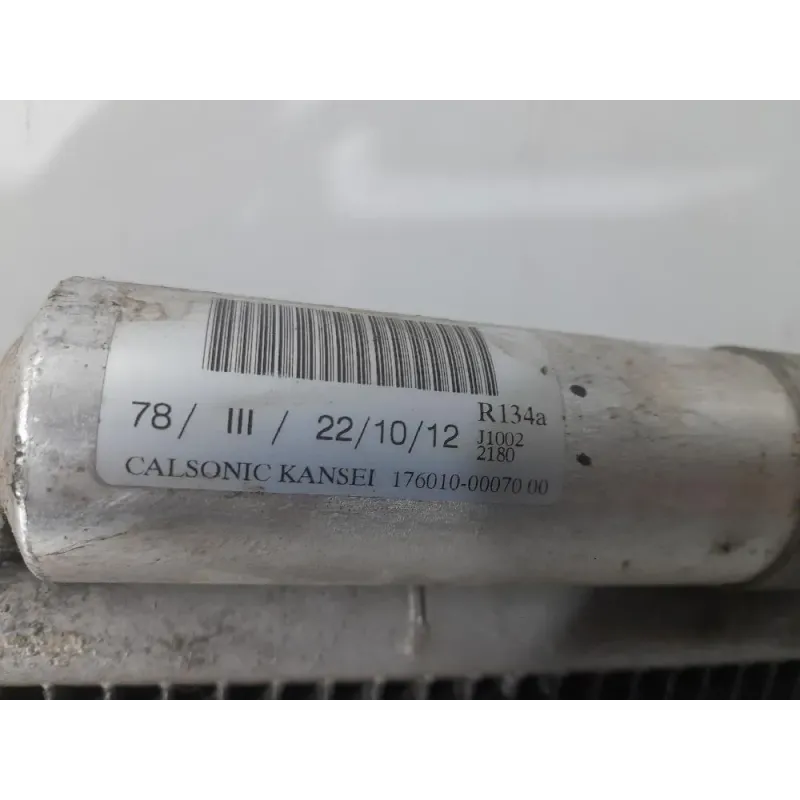 78/ III / 22/10/12 R134a
J1002
2180
CALSONIC KANSEI 176010-00070 00